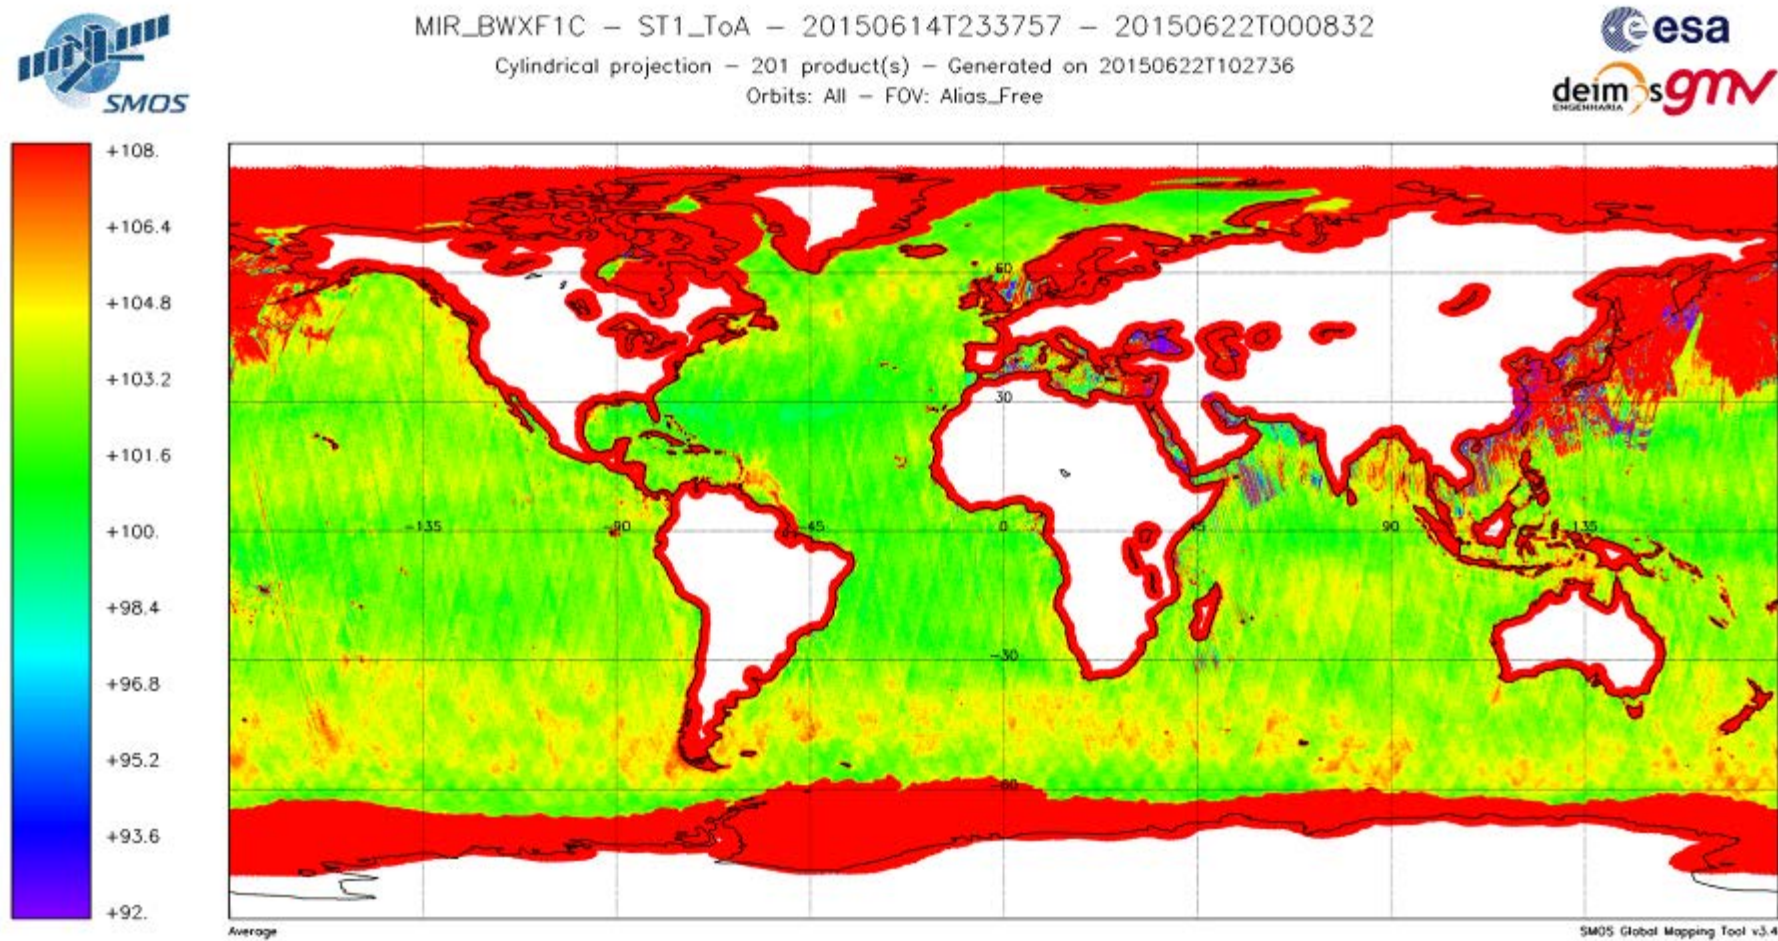 MIR_BWXF1C – ST1_ToA – 20150614T233757 – 20150622T000832
Cylindrical projection – 201 product(s) – Generated on 20150622T102736
Orbits: All – FOV: Alias_Free
SMOS
esa
deimos
ENGENHARIA
gmv
+108.
+106.4
+104.8
+103.2
+101.6
+100.
+98.4
+96.8
+95.2
+93.6
+92.
60
30
-135 -90 -45 0 45 90 135
-30
-60
Average
SMOS Global Mapping Tool v3.4